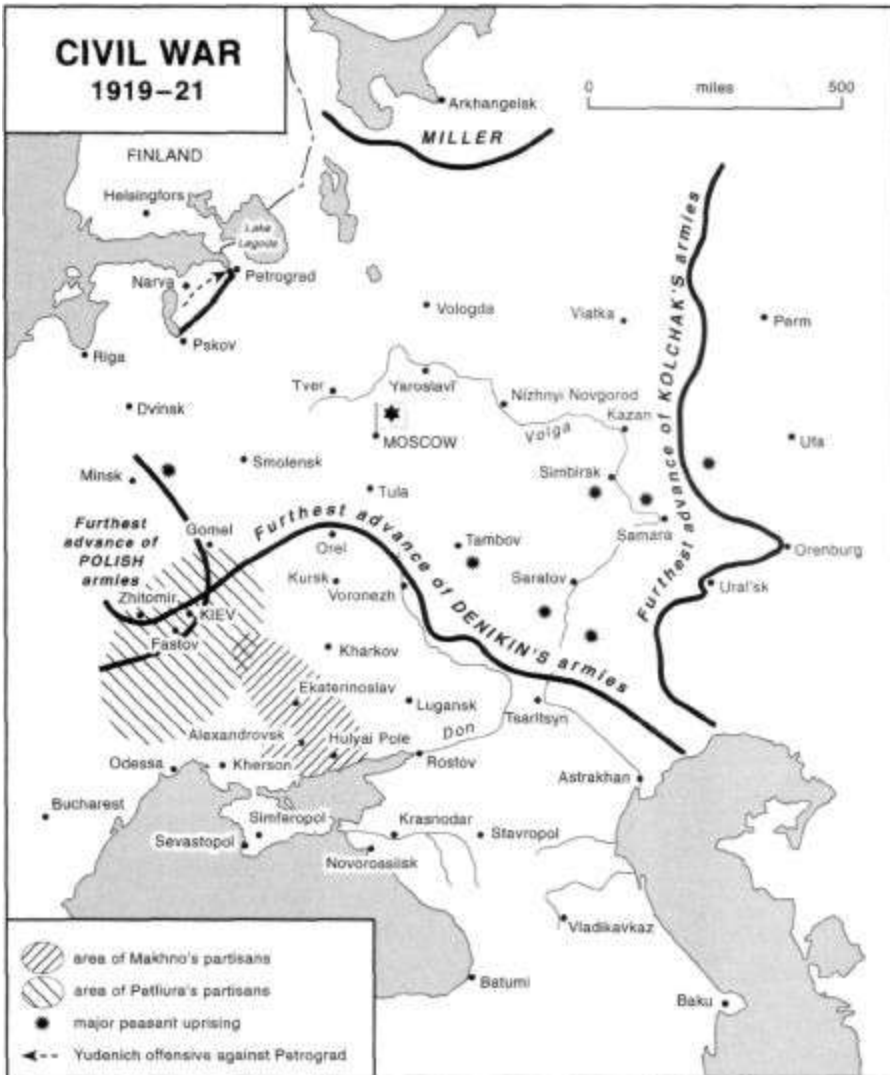 CIVIL WAR
1919–21
0 miles 500
Arkhangelsk
MILLER
FINLAND
Helsingfors
Lake
Lagoda
Petrograd
Narva
Pskov
Riga
Vologda
Viatka
Perm
Furthest advance of KOLCHAK'S armies
Tver
Yaroslavl'
Nizhnyi Novgorod
Kazan
Volga
Dvinsk
MOSCOW
Ufa
Smolensk
Simbirsk
Minsk
Tula
Samara
Furthest
advance of
POLISH
armies
Gomel
Furthest advance of DENIKIN'S armies
Orel
Tambov
Orenburg
Kursk
Voronezh
Saratov
Ural'sk
Zhitomir
KIEV
Fastov
Kharkov
Ekaterinoslav
Lugansk
Tsaritsyn
Don
Alexandrovsk
Hulyai Pole
Odessa
Kherson
Rostov
Astrakhan
Bucharest
Simferopol
Krasnodar
Stavropol
Sevastopol
Novorossiisk
Vladikavkaz
Batumi
Baku
area of Makhno's partisans
area of Petliura's partisans
major peasant uprising
Yudenich offensive against Petrograd